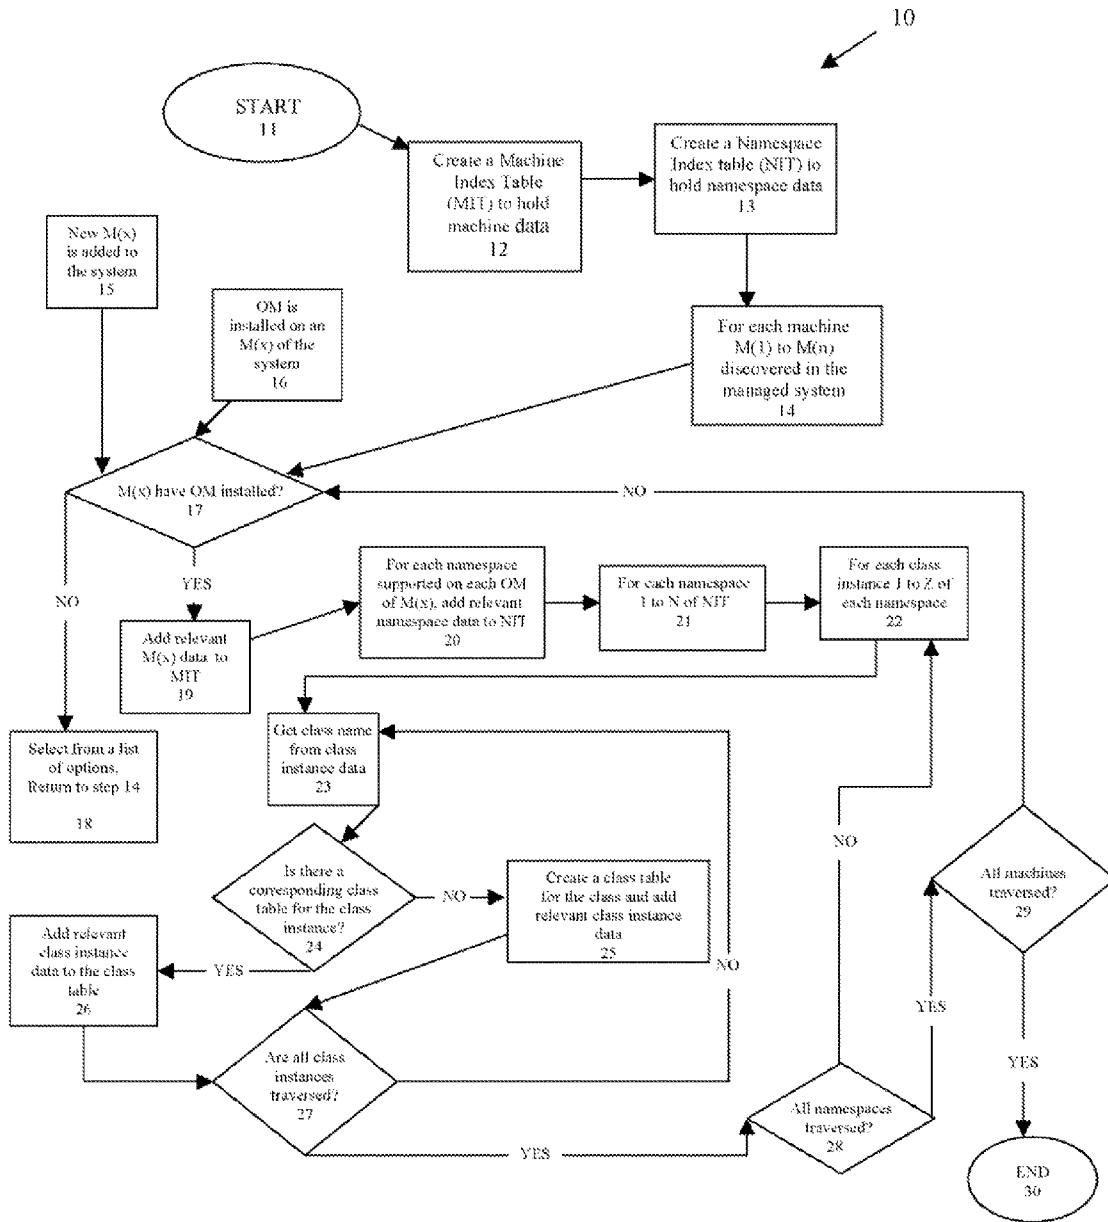 10
START
11
Create a Machine
Index Table
(MIT) to hold
machine data
12
Create a Namespace
Index table (NIT) to
hold namespace data
13
New M(x)
is added to
the system
15
OM is
installed on an
M(x) of the
system
16
For each machine
M(1) to M(n)
discovered in the
managed system
14
M(x) have OM installed?
17
NO
YES
NO
For each namespace
supported on each OM
of M(x), add relevant
namespace data to NIT
20
For each namespace
1 to N of NIT
21
For each class
instance 1 to Z of
each namespace
22
Add relevant
M(x) data to
MIT
19
Select from a list
of options.
Return to step 14
18
Get class name
from class
instance data
23
Is there a
corresponding class
table for the class
instance?
24
NO
YES
Create a class table
for the class and add
relevant class instance
data
25
Add relevant
class instance
data to the class
table
26
Are all class
instances
traversed?
27
NO
YES
All namespaces
traversed?
28
NO
YES
All machines
traversed?
29
YES
END
30